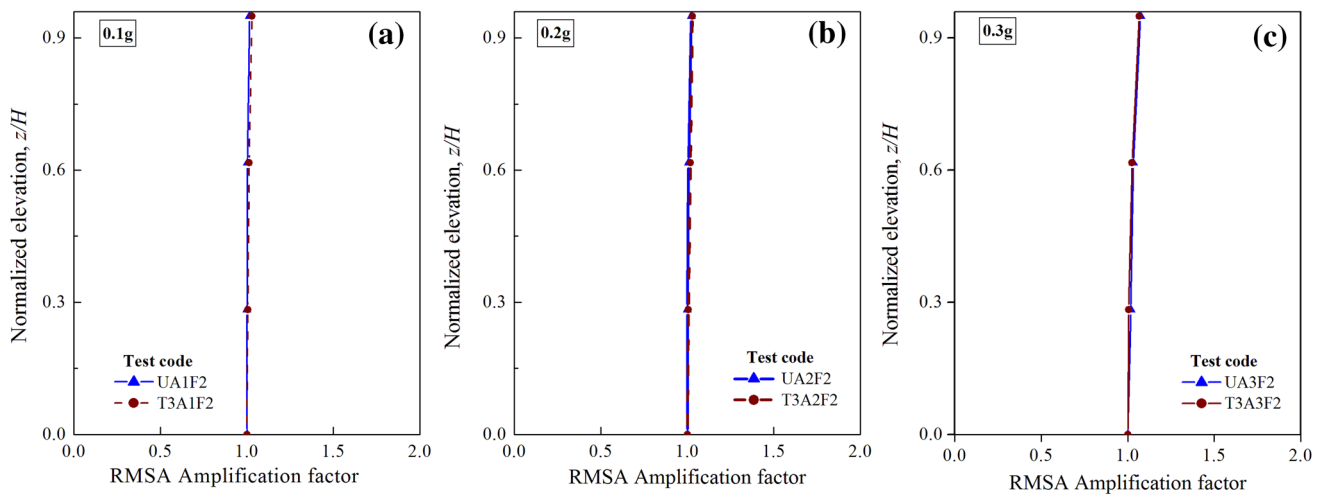 0.1g
(a)
0.9
0.6
0.3
0.0
Normalized elevation, z/H
Test code
UA1F2
T3A1F2
0.0 0.5 1.0 1.5 2.0
RMSA Amplification factor
0.2g
(b)
0.9
0.6
0.3
0.0
Normalized elevation, z/H
Test code
UA2F2
T3A2F2
0.0 0.5 1.0 1.5 2.0
RMSA Amplification factor
0.3g
(c)
0.9
0.6
0.3
0.0
Normalized elevation, z/H
Test code
UA3F2
T3A3F2
0.0 0.5 1.0 1.5 2.0
RMSA Amplification factor